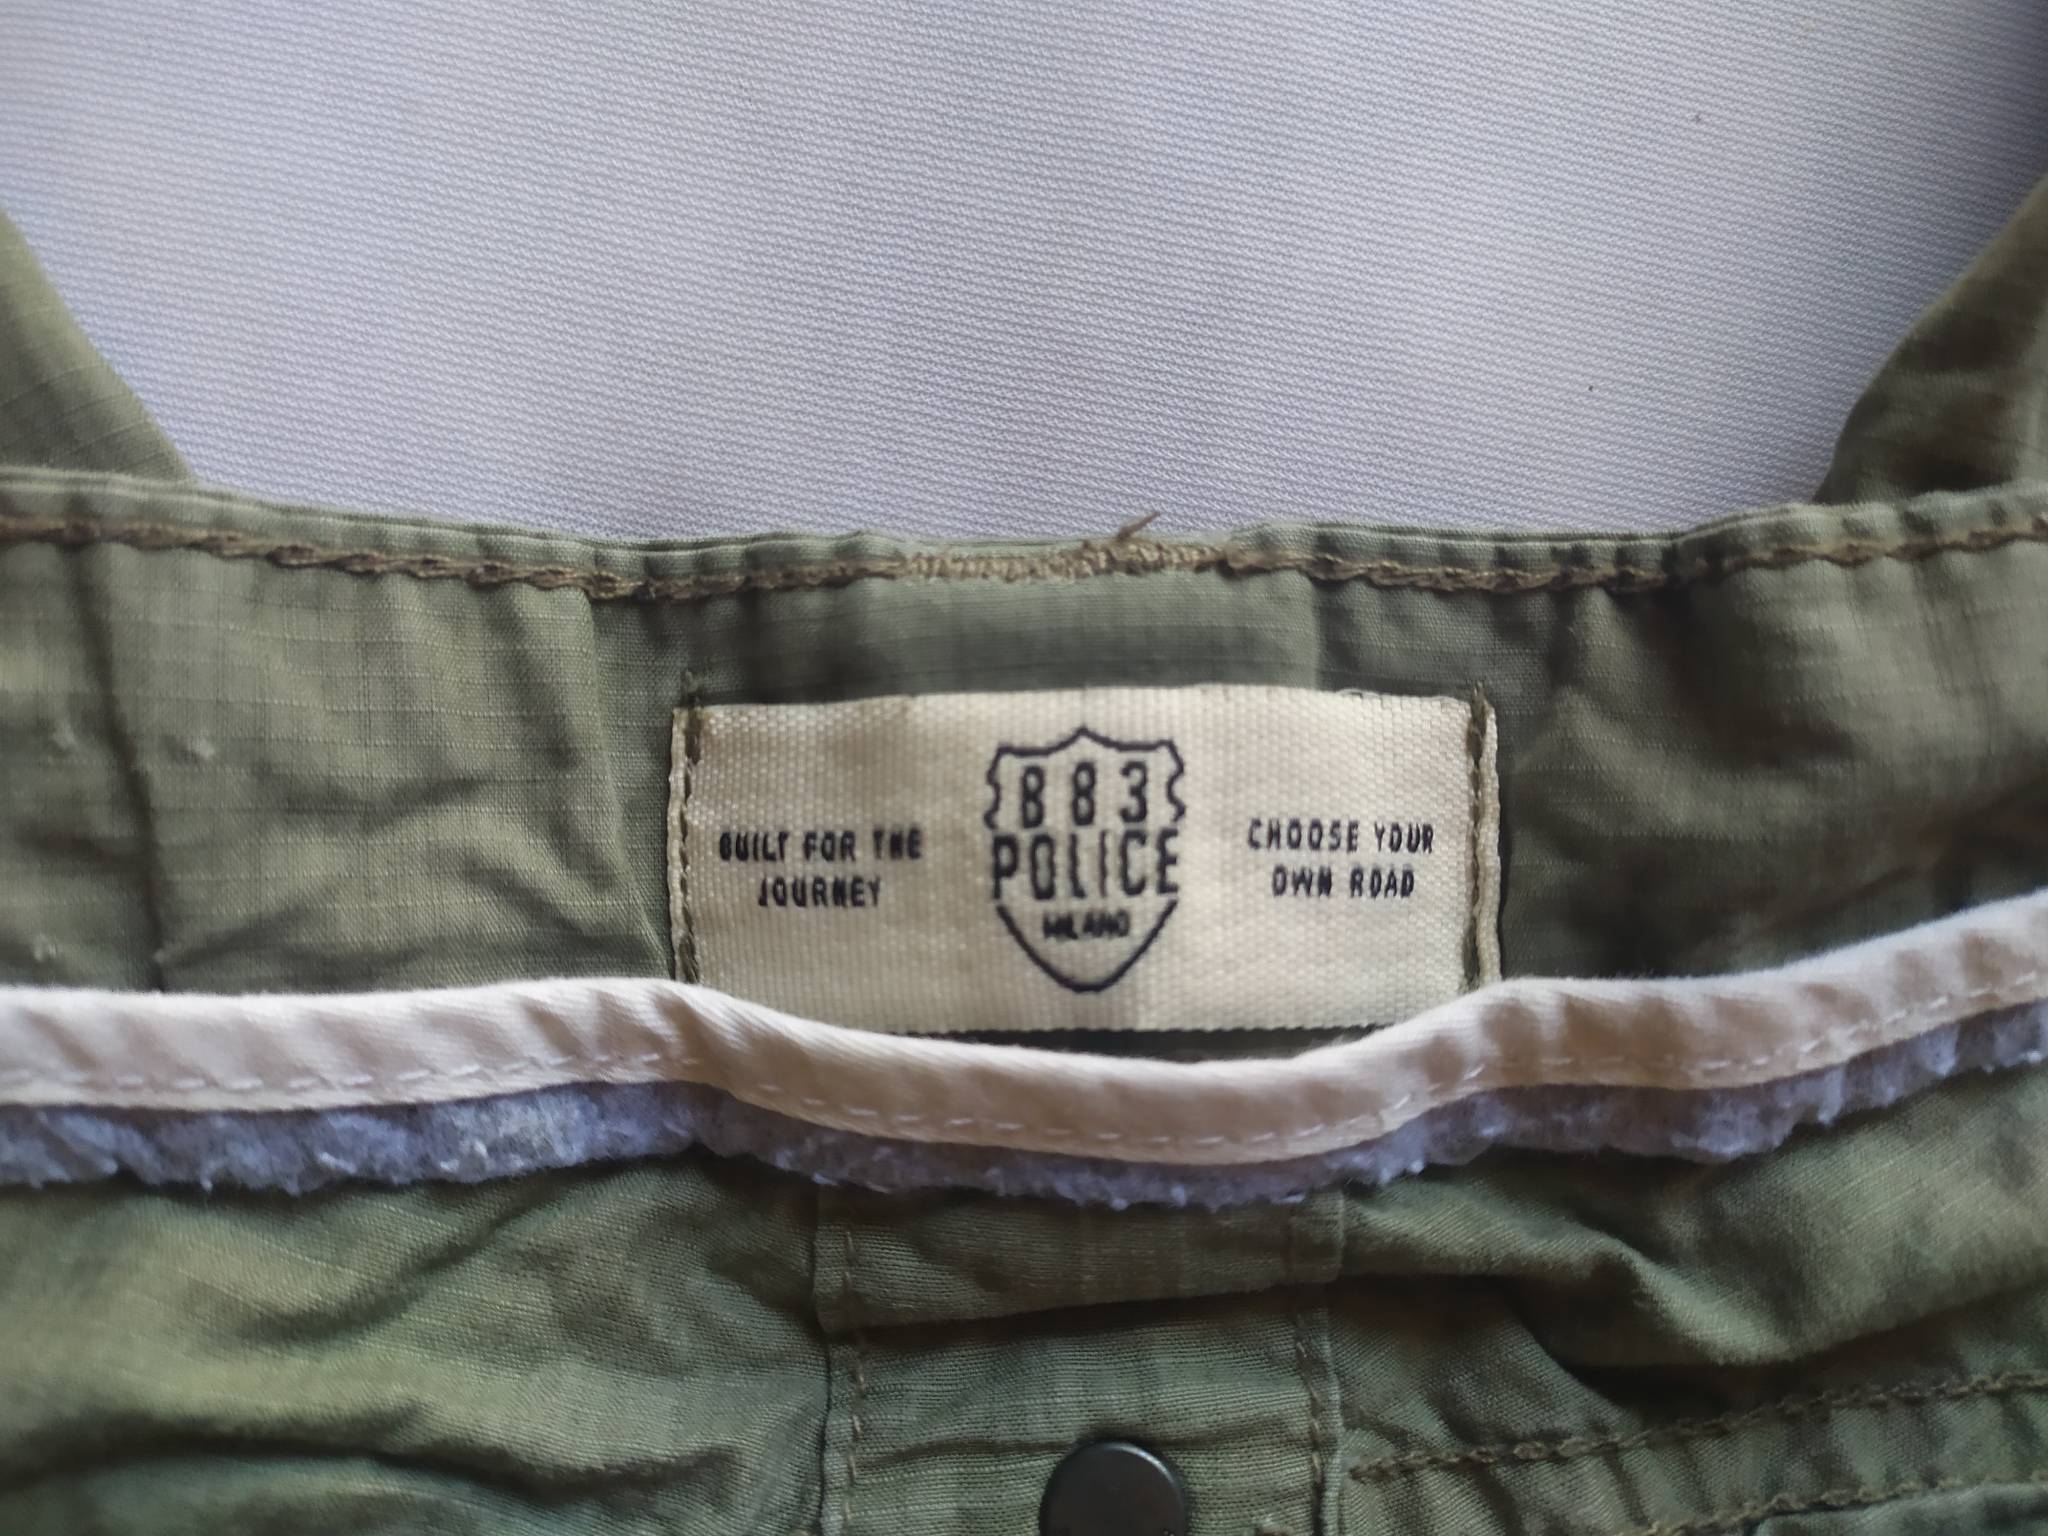 BUILT FOR THE
JOURNEY
883
POLICE
MILANO
CHOOSE YOUR
OWN ROAD